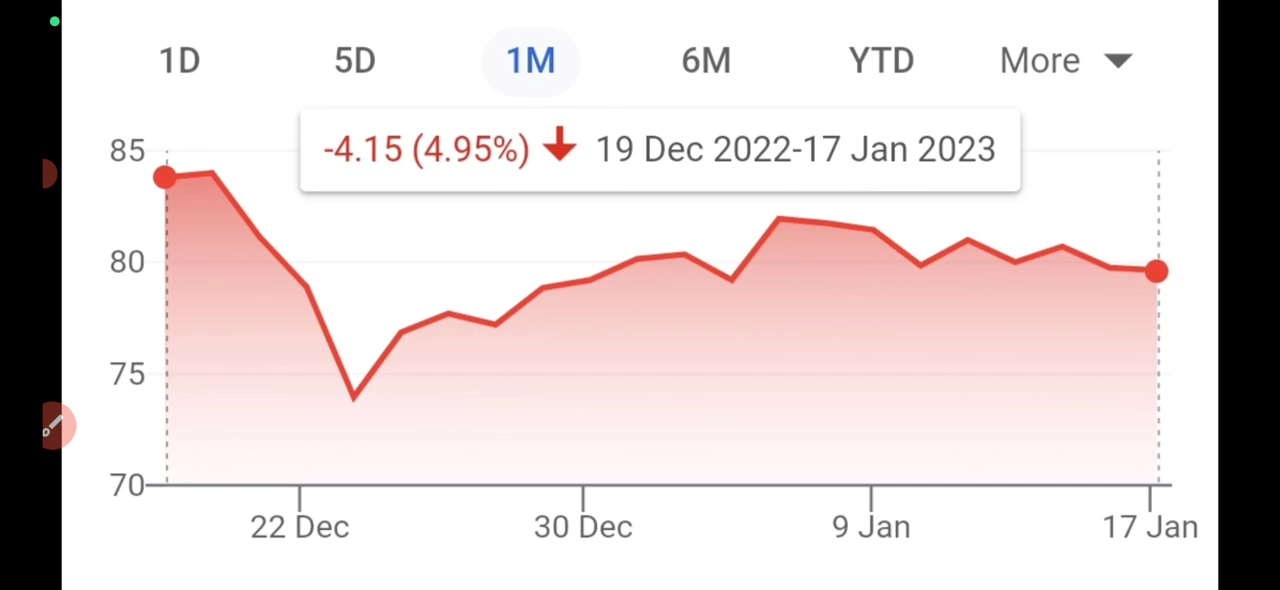 1D 5D 1M 6M YTD More
-4.15 (4.95%) 19 Dec 2022-17 Jan 2023
85
80
75
70
22 Dec 30 Dec 9 Jan 17 Jan